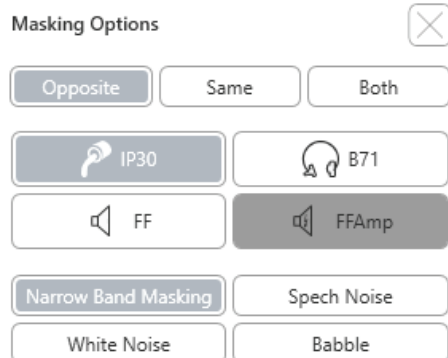 Masking Options
Opposite Same Both
IP30 B71
FF FFAmp
Narrow Band Masking Spech Noise
White Noise Babble